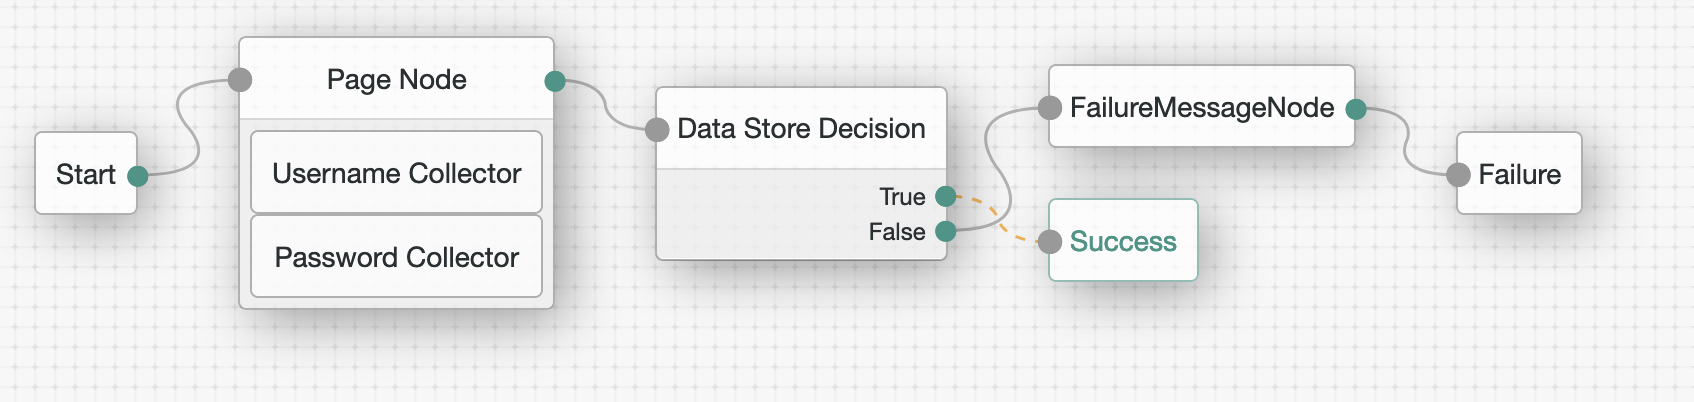 Start
Page Node
Username Collector
Password Collector
Data Store Decision
True
False
FailureMessageNode
Success
Failure